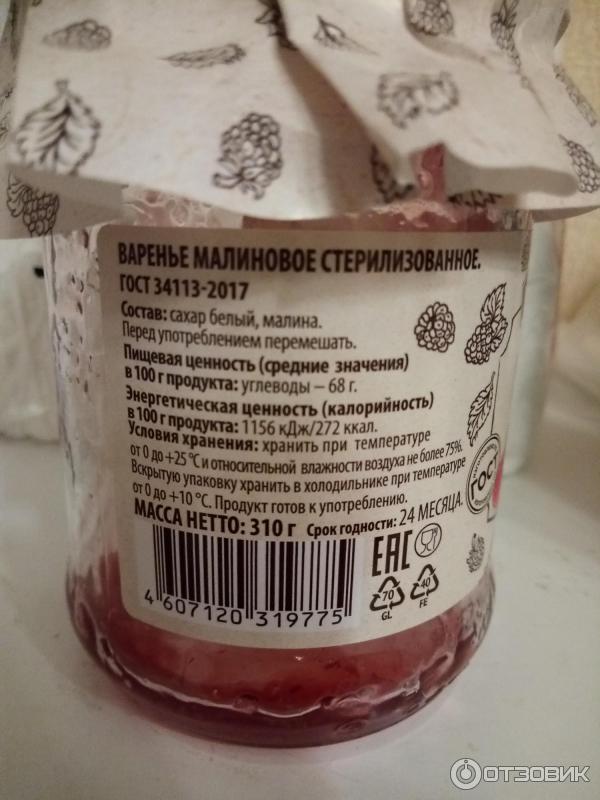 ВАРЕНЬЕ МАЛИНОВОЕ СТЕРИЛИЗОВАННОЕ.
ГОСТ 34113-2017
Состав: сахар белый, малина.
Перед употреблением перемешать.
Пищевая ценность (средние значения)
в 100 г продукта: углеводы – 68 г.
Энергетическая ценность (калорийность)
в 100 г продукта: 1156 кДж/272 ккал.
Условия хранения: хранить при температуре
от 0 до +25 °С и относительной влажности воздуха не более 75%.
Вскрытую упаковку хранить в холодильнике при температуре
от 0 до +10 °С. Продукт готов к употреблению.
МАССА НЕТТО: 310 г Срок годности: 24 МЕСЯЦА.
ГОСТ
EAC
70
GL
40
FE
4 607120 319775
ОТЗОВИК